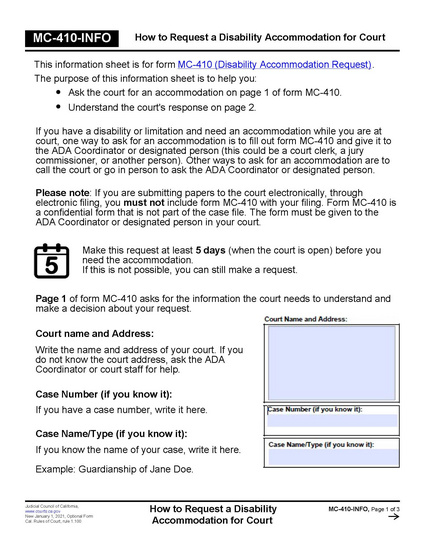 MC-410-INFO How to Request a Disability Accommodation for Court
This information sheet is for form MC-410 (Disability Accommodation Request).
The purpose of this information sheet is to help you:
• Ask the court for an accommodation on page 1 of form MC-410.
• Understand the court's response on page 2.
If you have a disability or limitation and need an accommodation while you are at
court, one way to ask for an accommodation is to fill out form MC-410 and give it to
the ADA Coordinator or designated person (this could be a court clerk, a jury
commissioner, or another person). Other ways to ask for an accommodation are to
call the court or go in person to ask the ADA Coordinator or designated person.
Please note: If you are submitting papers to the court electronically, through
electronic filing, you must not include form MC-410 with your filing. Form MC-410 is
a confidential form that is not part of the case file. The form must be given to the
ADA Coordinator or designated person in your court.
5
Make this request at least 5 days (when the court is open) before you
need the accommodation.
If this is not possible, you can still make a request.
Page 1 of form MC-410 asks for the information the court needs to understand and
make a decision about your request.
Court name and Address:
Write the name and address of your court. If you
do not know the court address, ask the ADA
Coordinator or court staff for help.
Case Number (if you know it):
If you have a case number, write it here.
Case Name/Type (if you know it):
If you know the name of your case, write it here.
Example: Guardianship of Jane Doe.
Court Name and Address:
Case Number (if you know it):
Case Name/Type (if you know it):
Judicial Council of California,
www.courts.ca.gov
New January 1, 2021, Optional Form
Cal. Rules of Court, rule 1.100
How to Request a Disability
Accommodation for Court
MC-410-INFO, Page 1 of 3